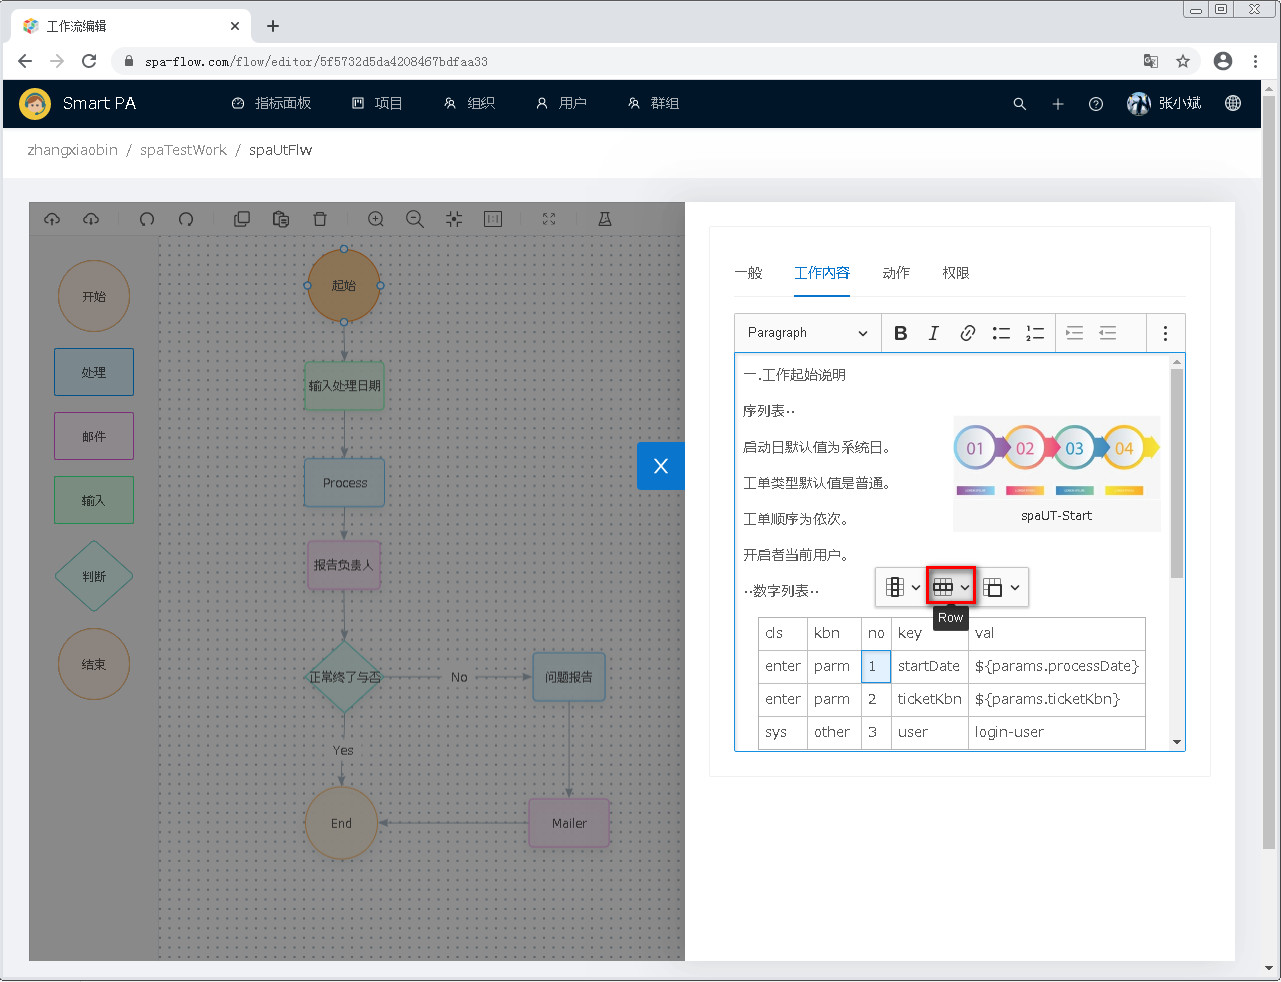 工作流编辑
spa-flow.com/flow/editor/5f5732d5da4208467bdfaa33
Smart PA
指标面板
项目
组织
用户
群组
张小斌
zhangxiaobin / spaTestWork / spaUtFlw
开始
处理
邮件
输入
判断
结束
起始
输入处理日期
Process
报告负责人
正常终了与否
No
问题报告
Yes
End
Mailer
X
一般
工作内容
动作
权限
Paragraph
一.工作起始说明
序列表··
启动日默认值为系统日。
工单类型默认值是普通。
工单顺序为依次。
开启者当前用户。
01 02 03 04
spaUT-Start
··数字列表··
Row
cls kbn no key val
enter parm 1 startDate ${params.processDate}
enter parm 2 ticketKbn ${params.ticketKbn}
sys other 3 user login-user